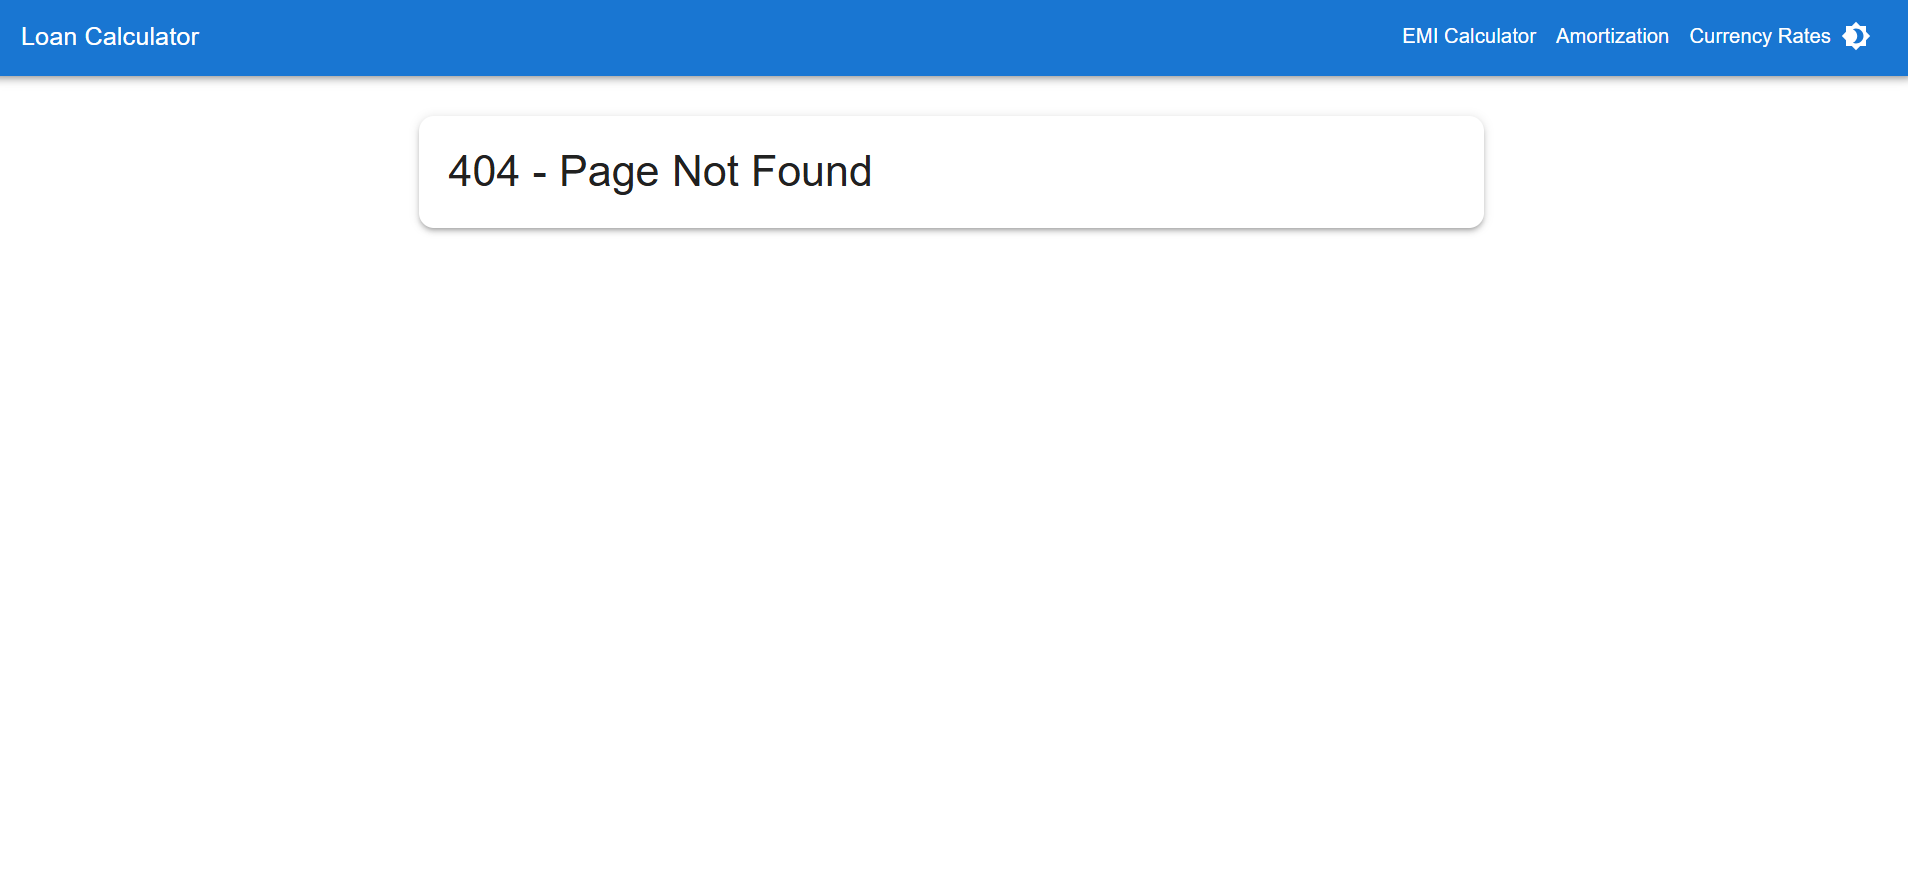 Loan Calculator
EMI Calculator Amortization Currency Rates
404 - Page Not Found